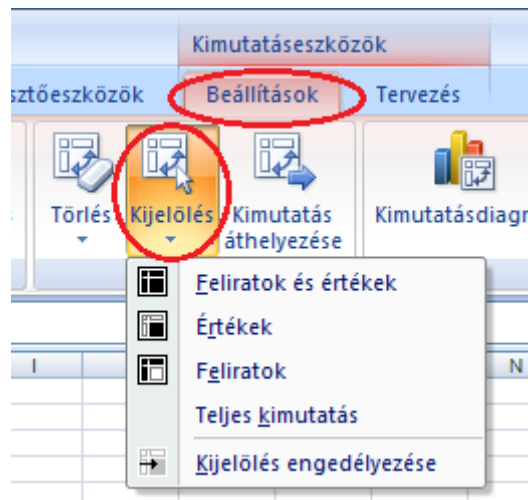 Kimutatáseszközök
sztőeszközök Beállítások Tervezés
Törlés Kijelölés Kimutatás áthelyezése Kimutatásdiagr
Feliratok és értékek
Értékek
Feliratok
Teljes kimutatás
Kijelölés engedélyezése
I N